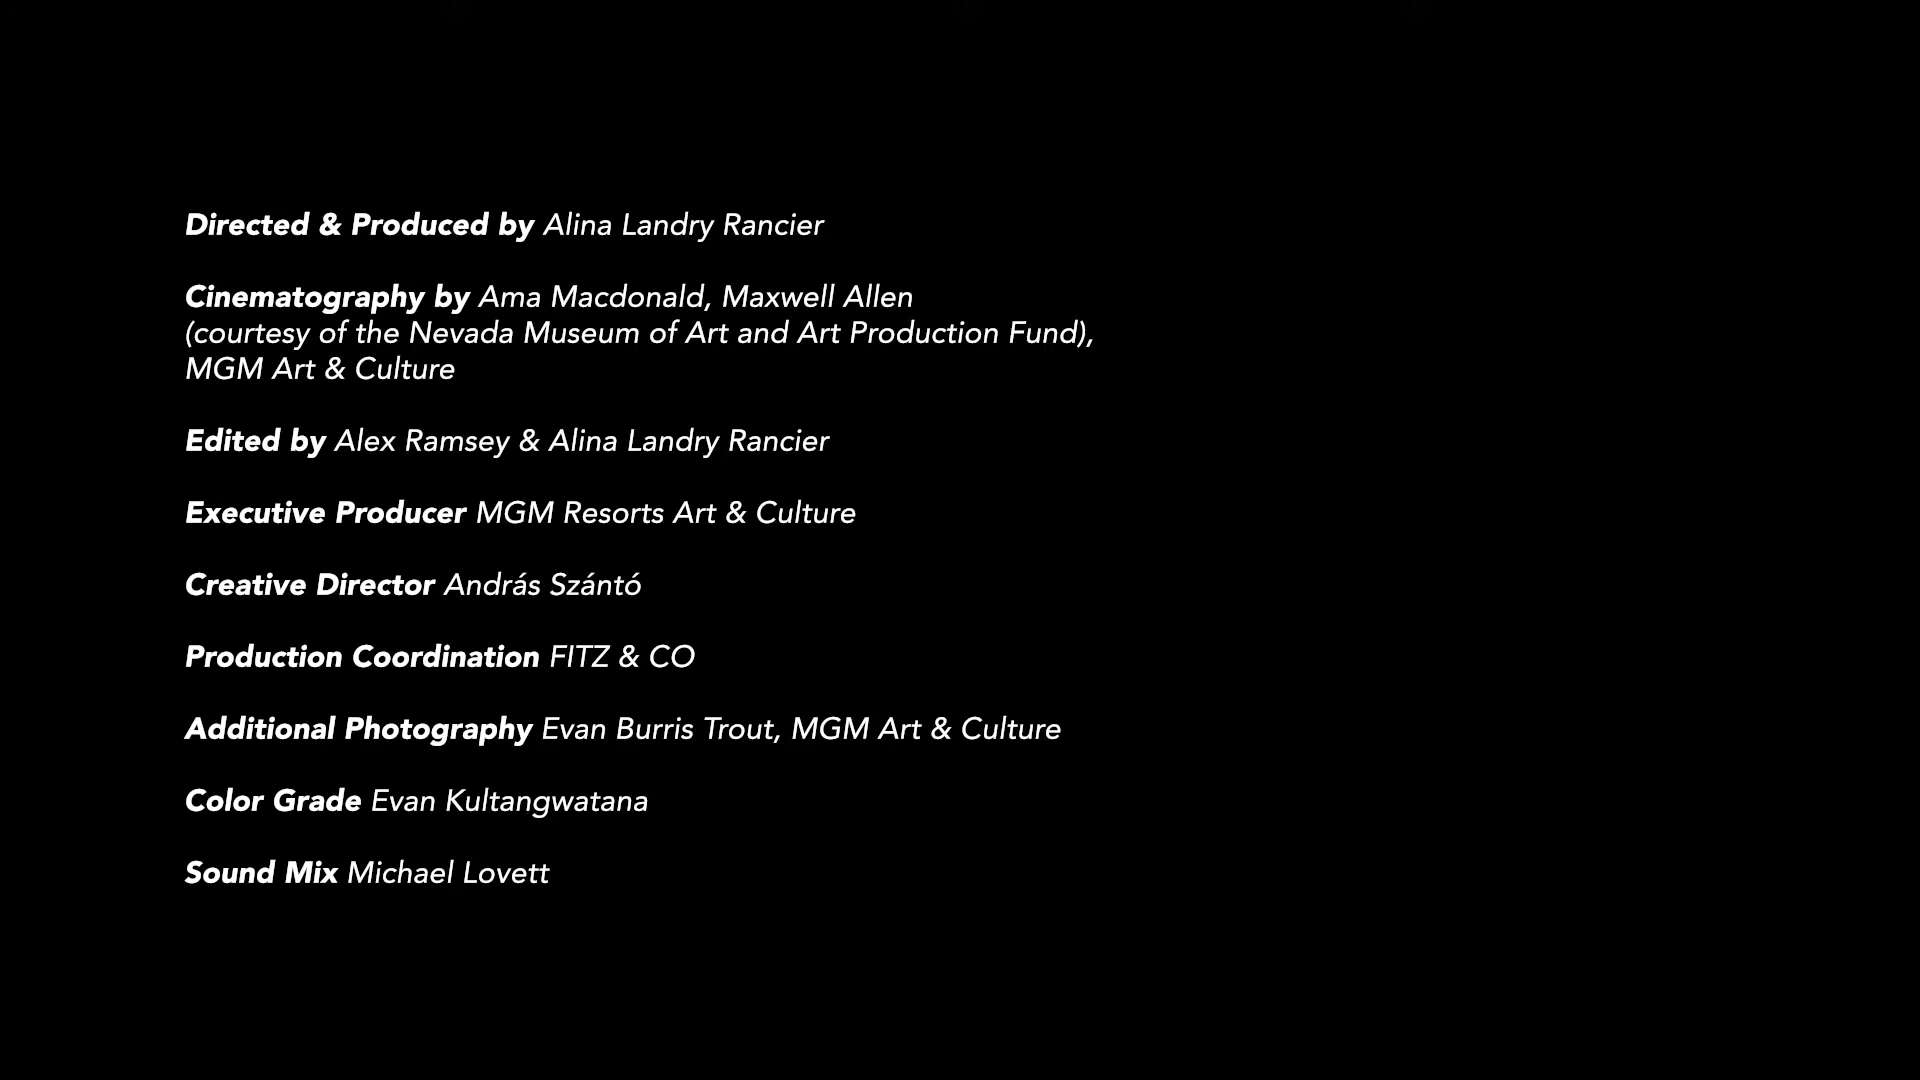 Directed & Produced by Alina Landry Rancier
Cinematography by Ama Macdonald, Maxwell Allen
(courtesy of the Nevada Museum of Art and Art Production Fund),
MGM Art & Culture
Edited by Alex Ramsey & Alina Landry Rancier
Executive Producer MGM Resorts Art & Culture
Creative Director András Szántó
Production Coordination FITZ & CO
Additional Photography Evan Burris Trout, MGM Art & Culture
Color Grade Evan Kultangwatana
Sound Mix Michael Lovett